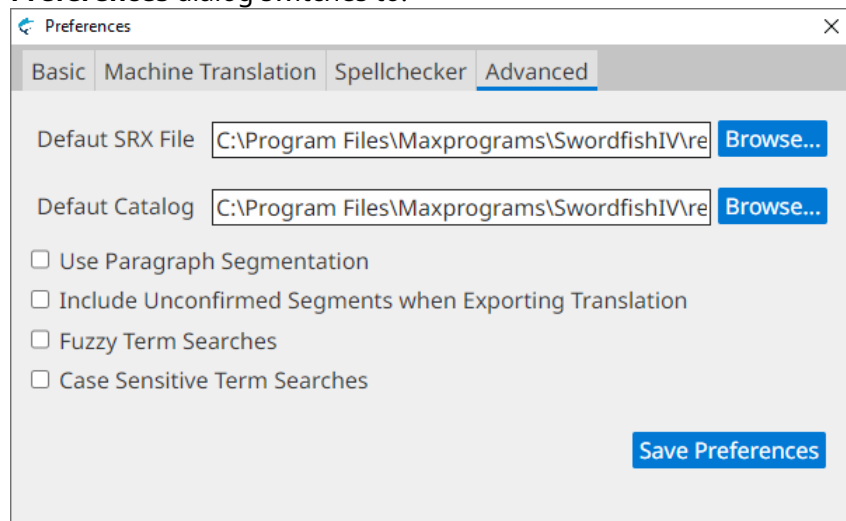 Preferences dialog switches to:
Preferences
Basic Machine Translation Spellchecker Advanced
Defaut SRX File C:\Program Files\Maxprograms\SwordfishIV\re Browse...
Defaut Catalog C:\Program Files\Maxprograms\SwordfishIV\re Browse...
Use Paragraph Segmentation
Include Unconfirmed Segments when Exporting Translation
Fuzzy Term Searches
Case Sensitive Term Searches
Save Preferences